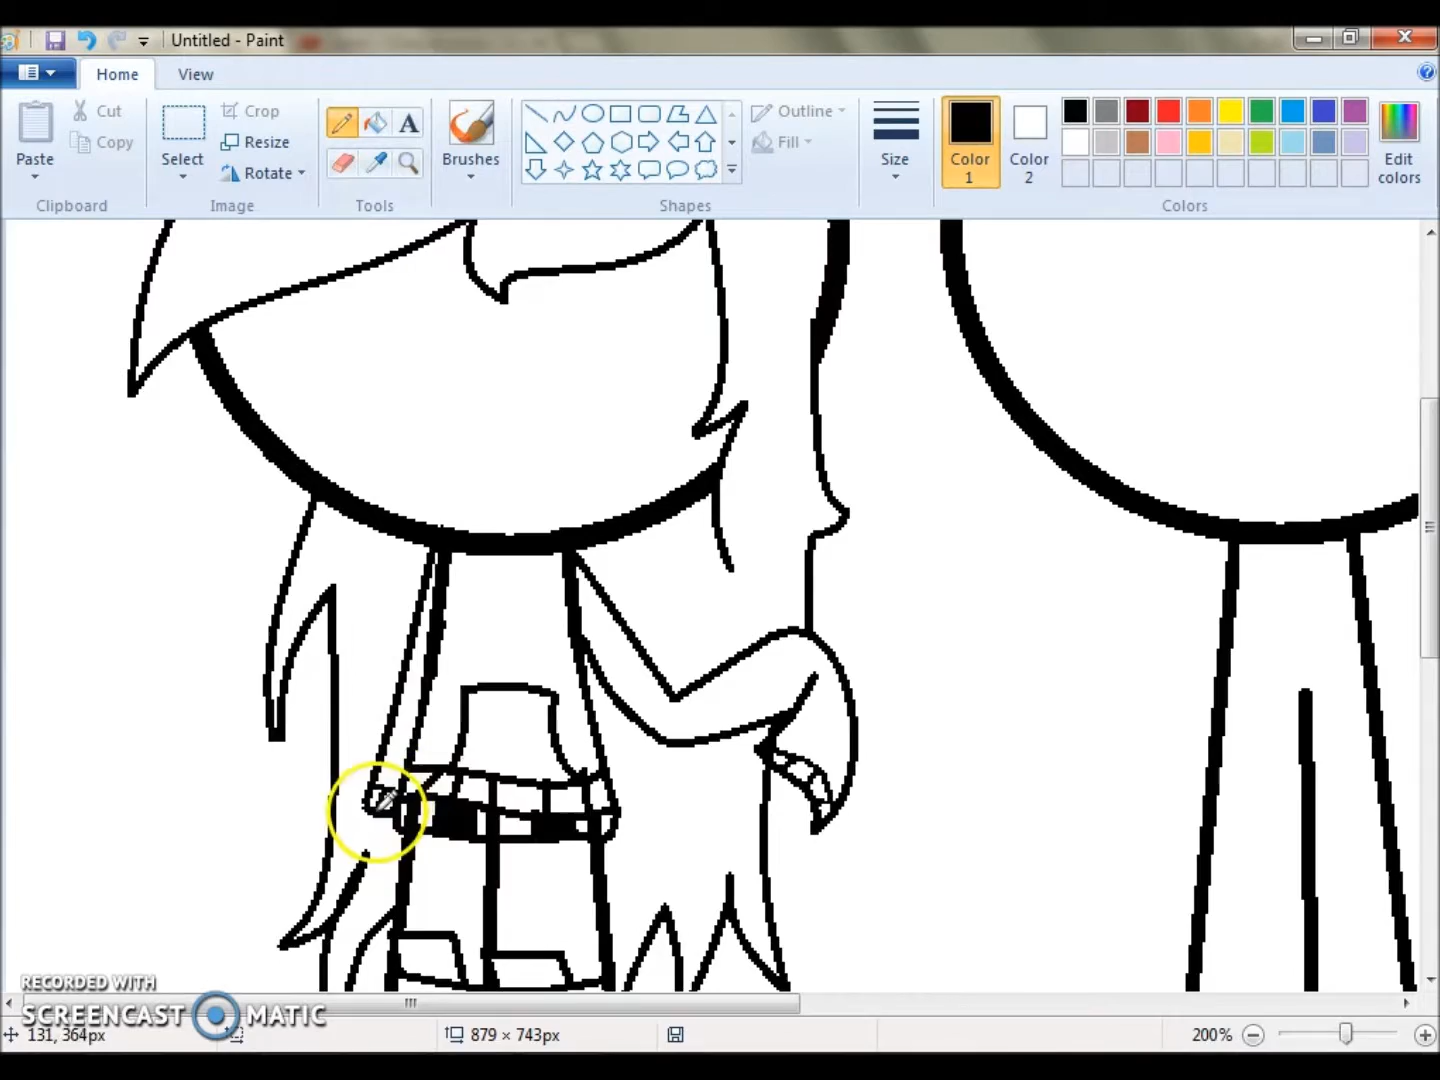 Untitled - Paint
Home View
Paste
Cut
Copy
Clipboard
Select
Crop
Resize
Rotate
Image
A
Tools
Brushes
Shapes
Outline
Fill
Size
Color 1
Color 2
Edit colors
Colors
RECORDED WITH
SCREENCAST MATIC
131, 364px
879 × 743px
200%